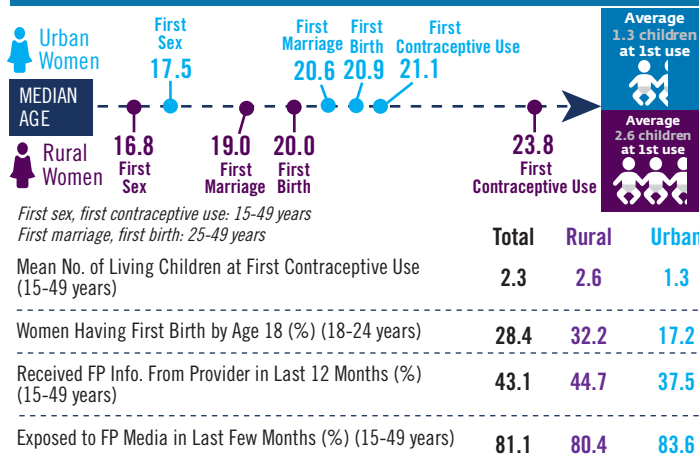 Urban
Women
First
Sex
17.5
First
Marriage
20.6
First
Birth
20.9
First
Contraceptive Use
21.1
Average
1.3 children
at 1st use
MEDIAN
AGE
Rural
Women
16.8
First
Sex
19.0
First
Marriage
20.0
First
Birth
23.8
First
Contraceptive Use
Average
2.6 children
at 1st use
First sex, first contraceptive use: 15-49 years
First marriage, first birth: 25-49 years
Total Rural Urban
Mean No. of Living Children at First Contraceptive Use
(15-49 years)
2.3 2.6 1.3
Women Having First Birth by Age 18 (%) (18-24 years) 28.4 32.2 17.2
Received FP Info. From Provider in Last 12 Months (%)
(15-49 years)
43.1 44.7 37.5
Exposed to FP Media in Last Few Months (%) (15-49 years) 81.1 80.4 83.6